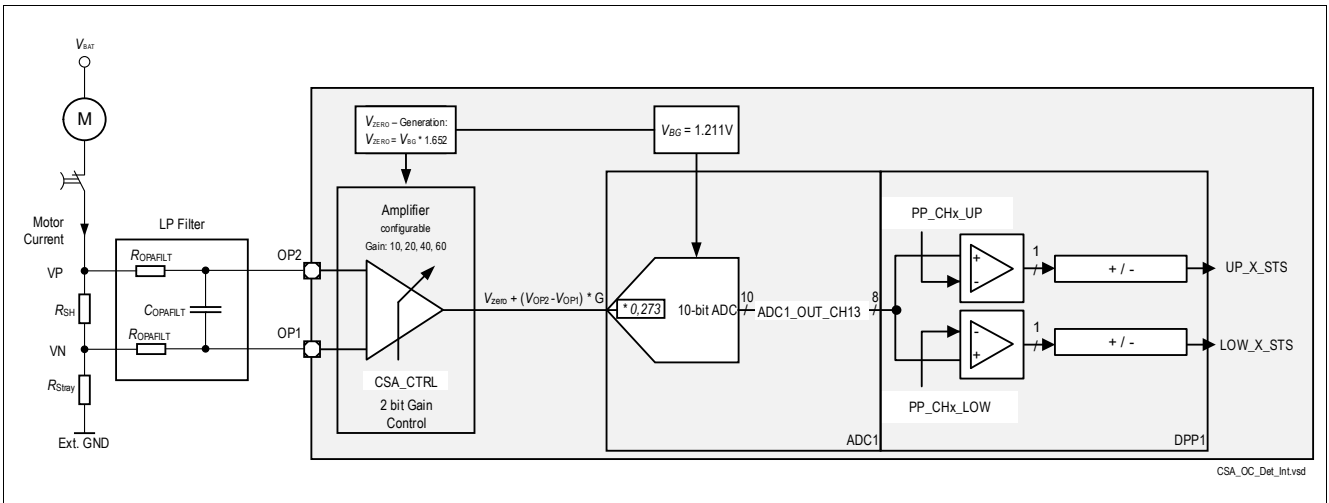 VBAT
M
Motor
Current
VP
RSH
VN
RStray
Ext. GND
LP Filter
ROPAFILT
COPAFILT
ROPAFILT
OP2
OP1
VZERO – Generation:
VZERO = VBG * 1.652
VBG = 1.211V
Amplifier
configurable
Gain: 10, 20, 40, 60
CSA_CTRL
2 bit Gain
Control
Vzero + (VOP2 -VOP1) * G
* 0,273
10-bit ADC
10
ADC1_OUT_CH13
8
ADC1
PP_CHx_UP
+
-
1
+ / -
UP_X_STS
-
+
1
+ / -
LOW_X_STS
PP_CHx_LOW
DPP1
CSA_OC_Det_Int.vsd